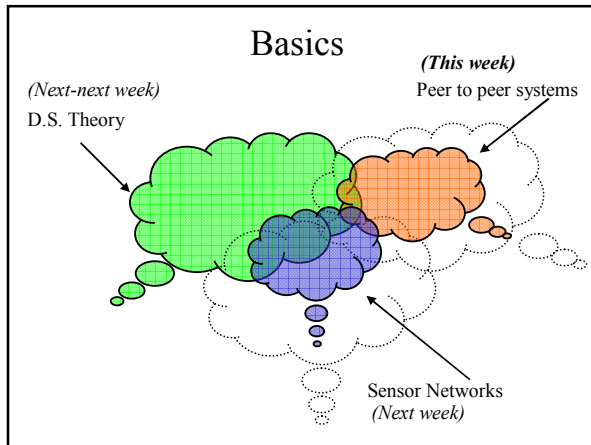 Basics
(This week)
Peer to peer systems
(Next-next week)
D.S. Theory
Sensor Networks
(Next week)